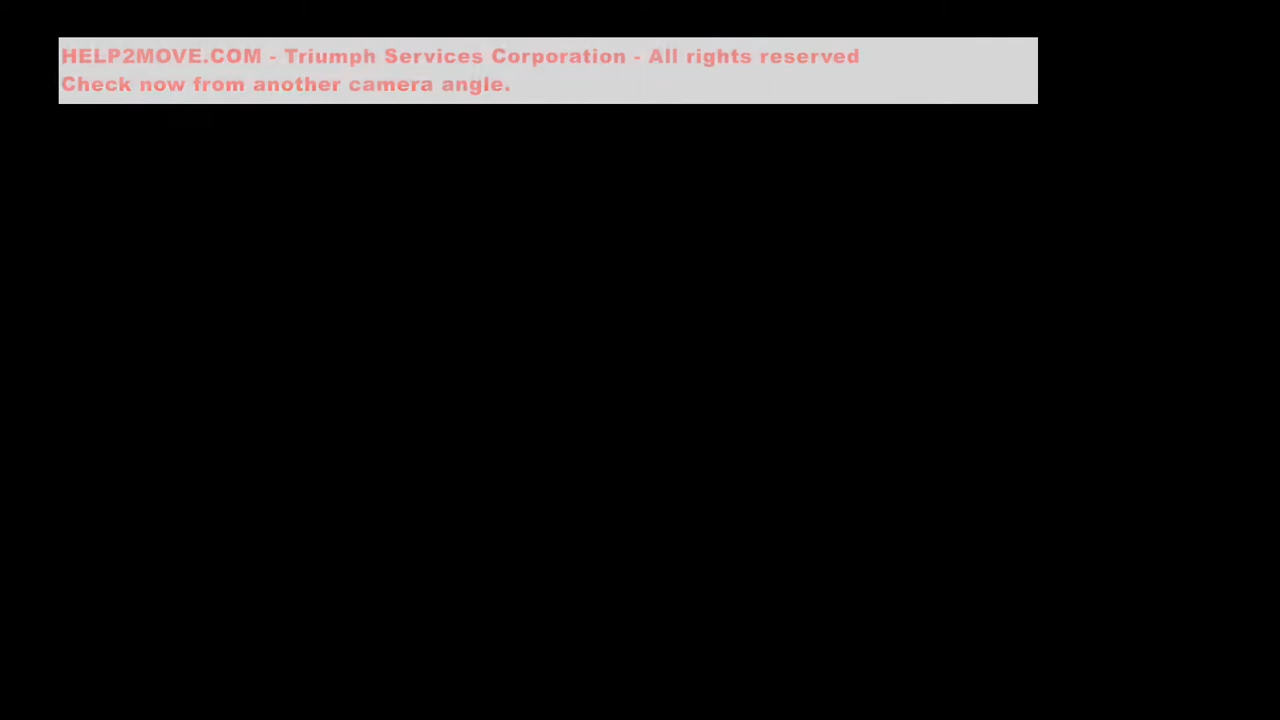 HELP2MOVE.COM - Triumph Services Corporation - All rights reserved
Check now from another camera angle.